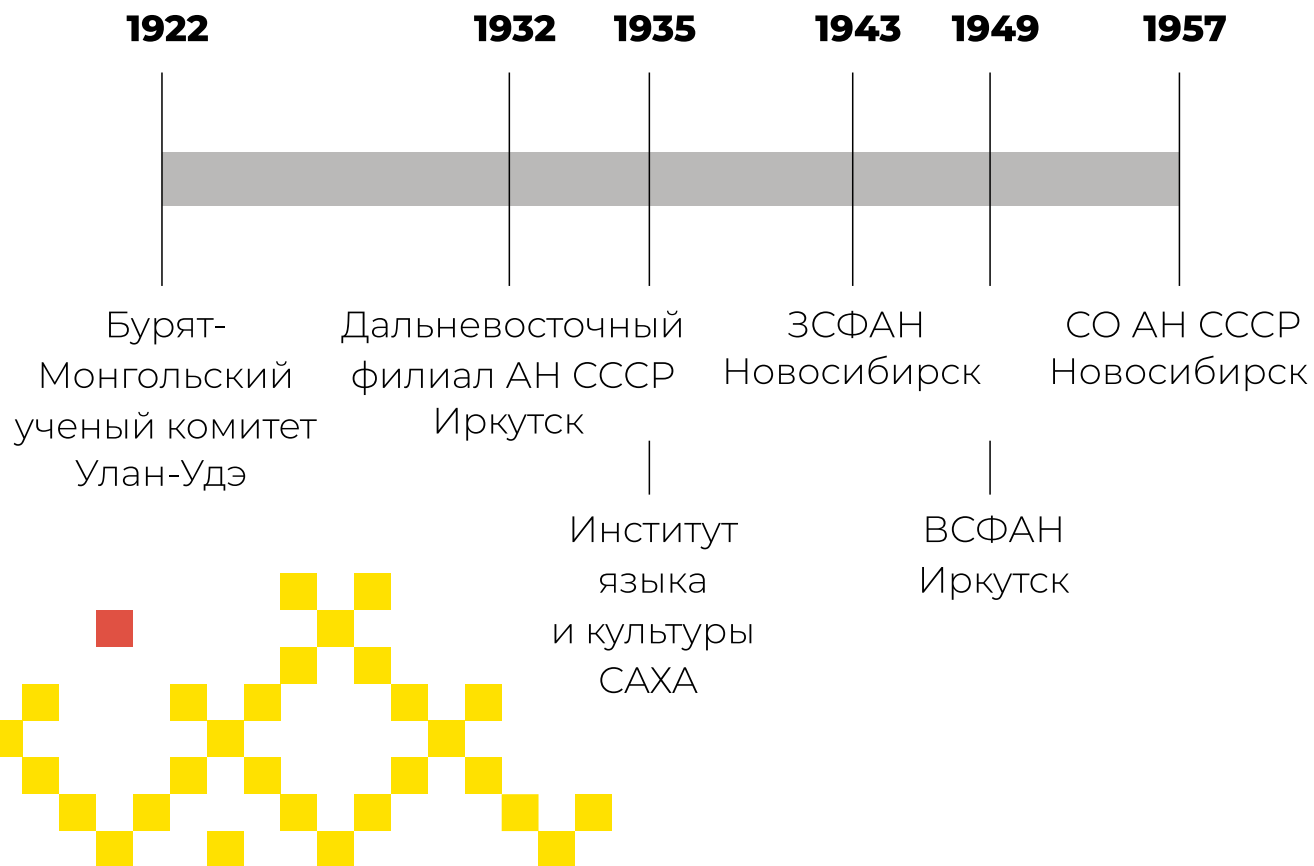 1922
1932
1935
1943
1949
1957
Бурят-
Монгольский
ученый комитет
Улан-Удэ
Дальневосточный
филиал АН СССР
Иркутск
Институт
языка
и культуры
САХА
ЗСФАН
Новосибирск
ВСФАН
Иркутск
СО АН СССР
Новосибирск